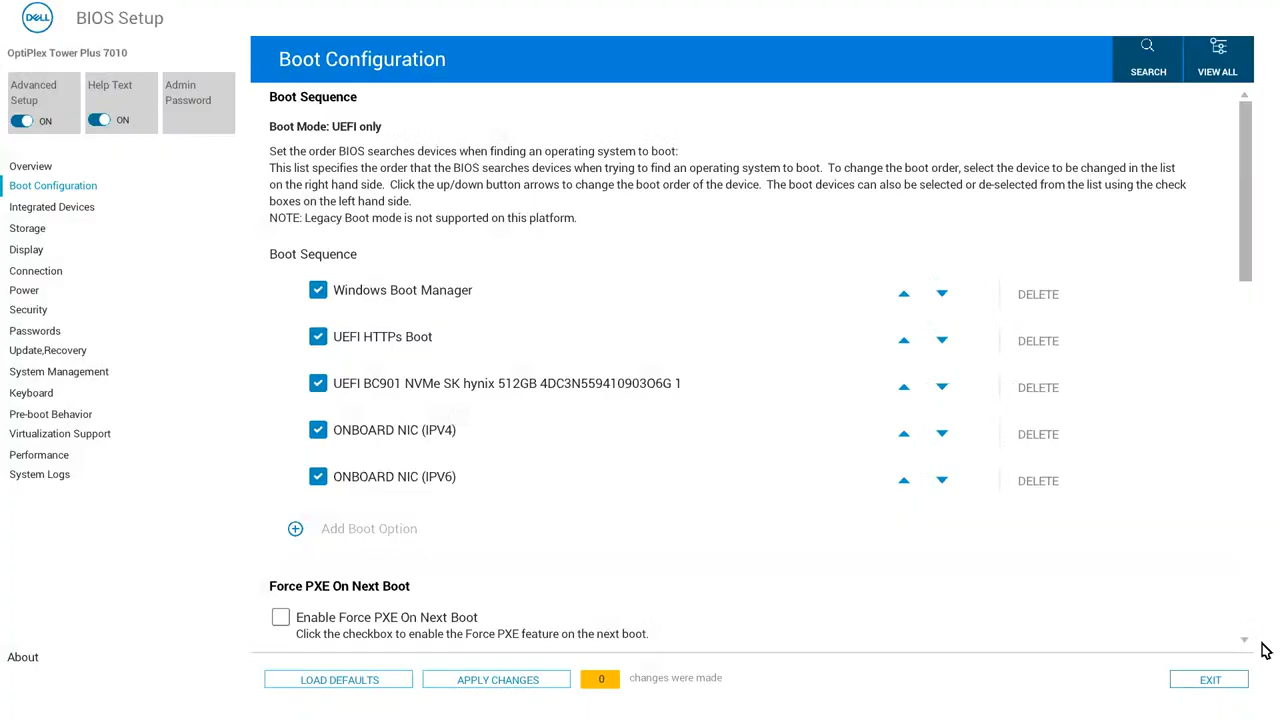 DELL
BIOS Setup
OptiPlex Tower Plus 7010
Advanced Setup
ON
Help Text
ON
Admin Password
Overview
Boot Configuration
Integrated Devices
Storage
Display
Connection
Power
Security
Passwords
Update,Recovery
System Management
Keyboard
Pre-boot Behavior
Virtualization Support
Performance
System Logs
About
Boot Configuration
SEARCH
VIEW ALL
Boot Sequence
Boot Mode: UEFI only
Set the order BIOS searches devices when finding an operating system to boot:
This list specifies the order that the BIOS searches devices when trying to find an operating system to boot. To change the boot order, select the device to be changed in the list
on the right hand side. Click the up/down button arrows to change the boot order of the device. The boot devices can also be selected or de-selected from the list using the check
boxes on the left hand side.
NOTE: Legacy Boot mode is not supported on this platform.
Boot Sequence
Windows Boot Manager DELETE
UEFI HTTPs Boot DELETE
UEFI BC901 NVMe SK hynix 512GB 4DC3N559410903O6G 1 DELETE
ONBOARD NIC (IPV4) DELETE
ONBOARD NIC (IPV6) DELETE
Add Boot Option
Force PXE On Next Boot
Enable Force PXE On Next Boot
Click the checkbox to enable the Force PXE feature on the next boot.
LOAD DEFAULTS APPLY CHANGES 0 changes were made EXIT